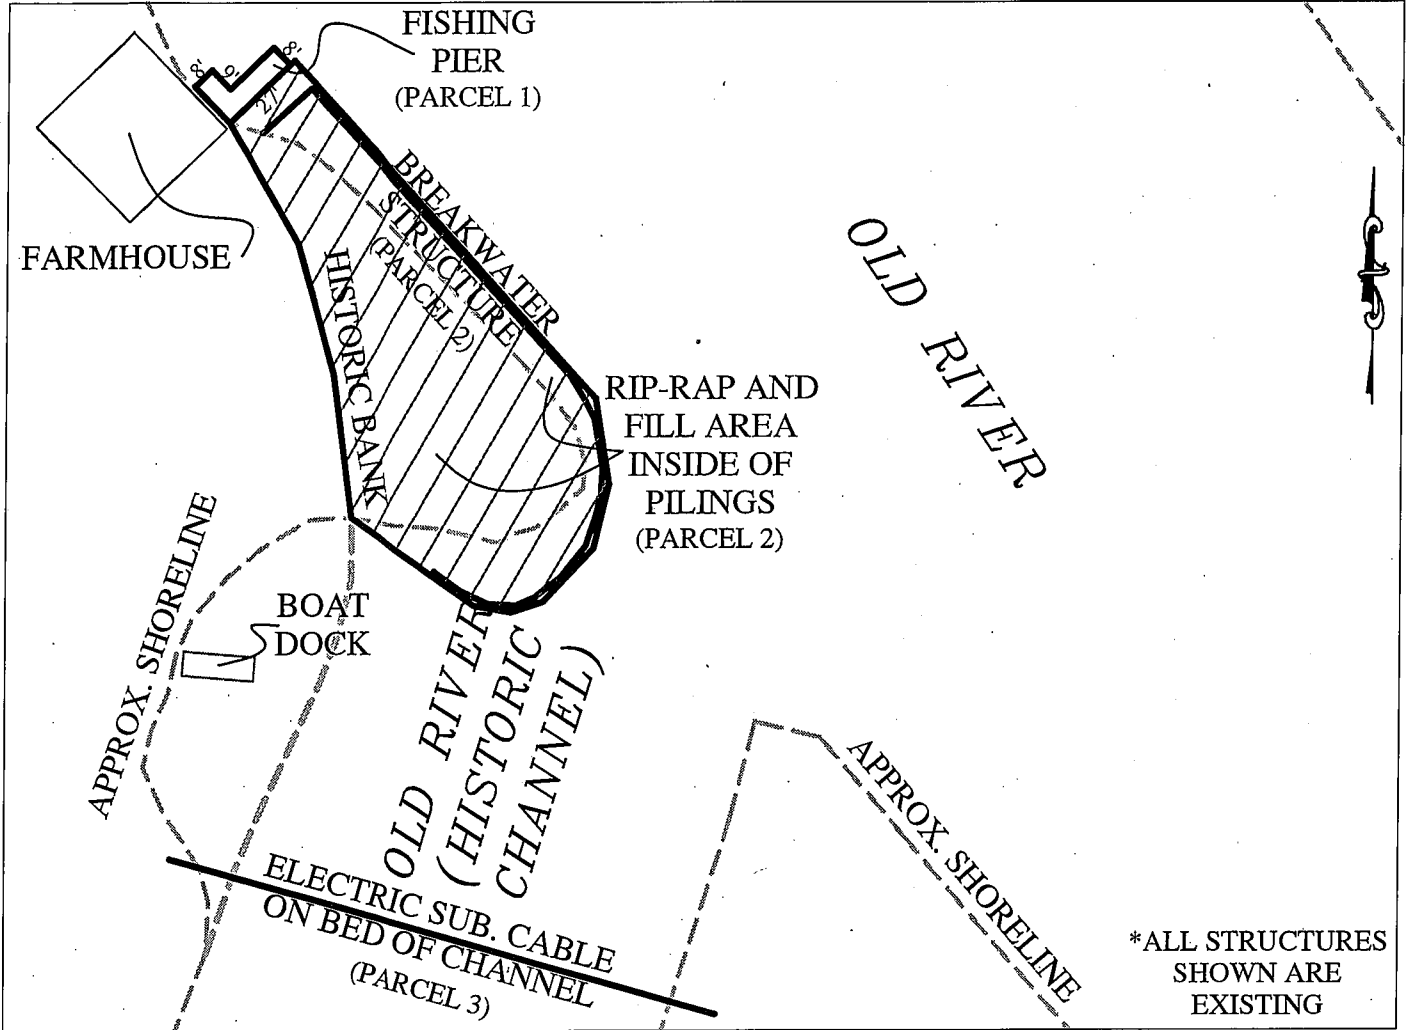 FISHING
PIER
(PARCEL 1)
8'
9'
8'
27'
FARMHOUSE
BREAKWATER
STRUCTURE
(PARCEL 2)
HISTORIC BANK
OLD RIVER
RIP-RAP AND
FILL AREA
INSIDE OF
PILINGS
(PARCEL 2)
APPROX. SHORELINE
BOAT
DOCK
OLD RIVER
(HISTORIC
CHANNEL)
APPROX. SHORELINE
ELECTRIC SUB. CABLE
ON BED OF CHANNEL
(PARCEL 3)
*ALL STRUCTURES
SHOWN ARE
EXISTING